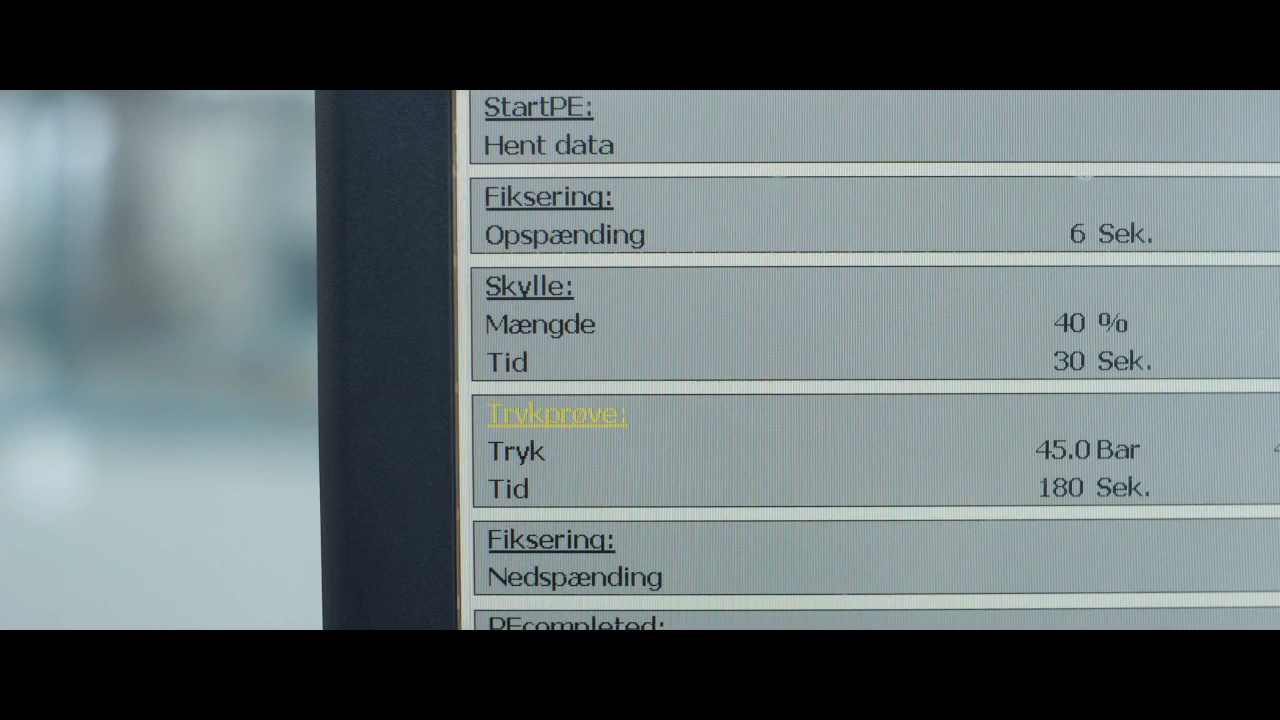 StartPE:
Hent data
Fiksering:
Opspænding 6 Sek.
Skylle:
Mængde 40 %
Tid 30 Sek.
Trykprøve:
Tryk 45.0 Bar
Tid 180 Sek.
Fiksering:
Nedspænding
PEcompleted: